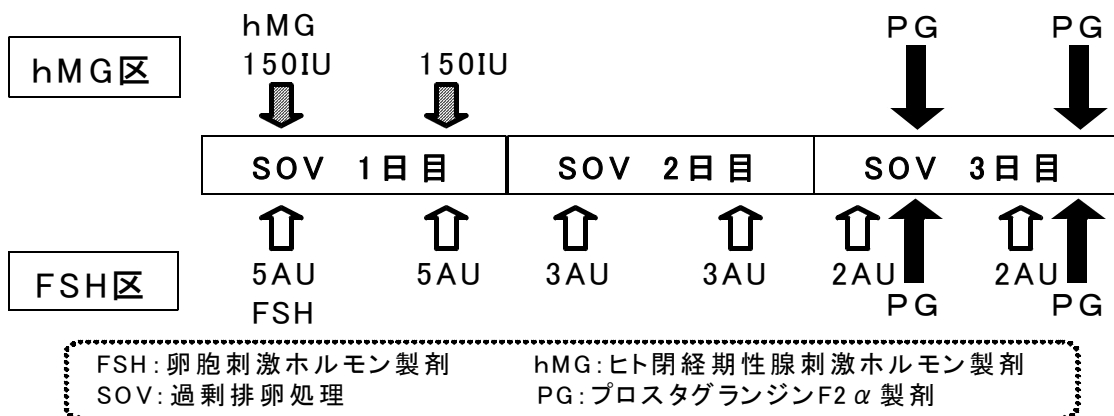 hMG
150IU 150IU
PG PG
hMG区
SOV 1日目 SOV 2日目 SOV 3日目
FSH区
5AU 5AU 3AU 3AU 2AU 2AU
FSH
PG PG
FSH:卵胞刺激ホルモン製剤 hMG:ヒト閉経期性腺刺激ホルモン製剤
SOV:過剰排卵処理 PG:プロスタグランジンF2α製剤